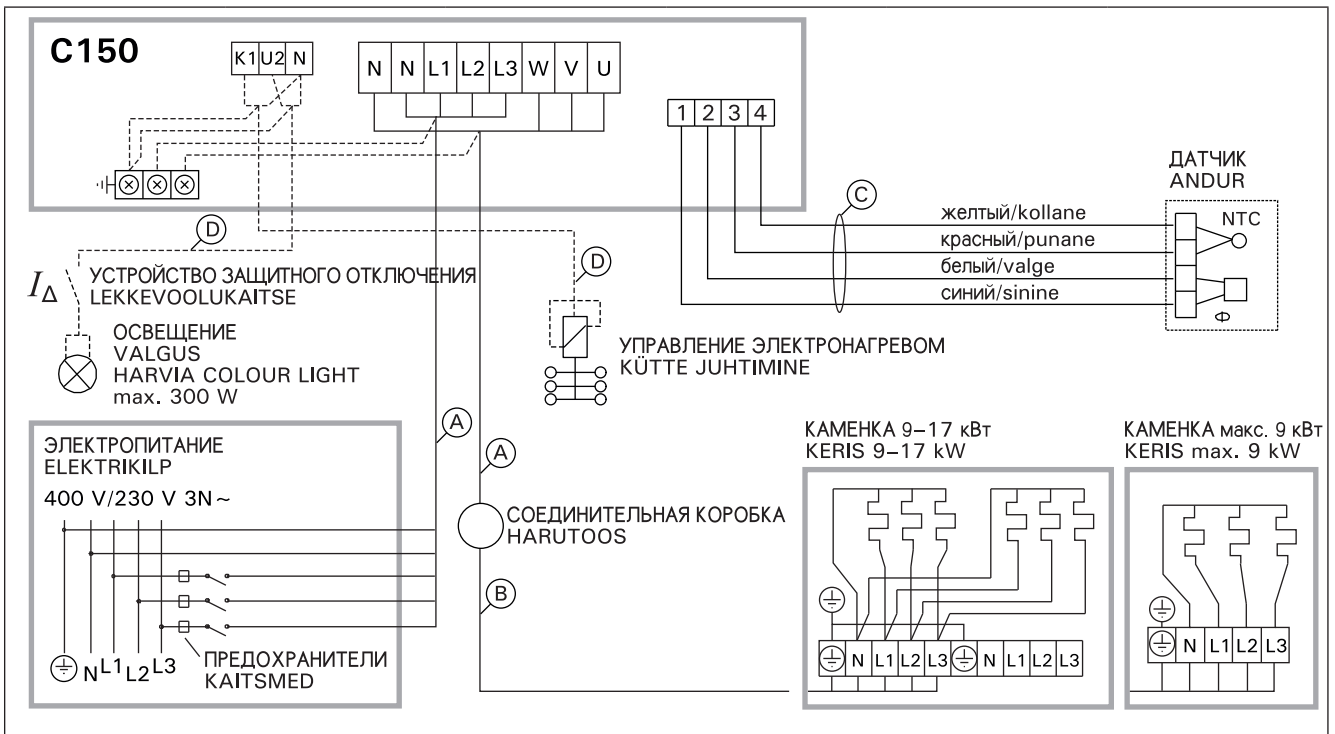 C150
K1 U2 N
N N L1 L2 L3 W V U
1 2 3 4
ДАТЧИК
ANDUR
NTC
C
желтый/kollane
красный/punane
белый/valge
синий/sinine
Ф
D
I∆
УСТРОЙСТВО ЗАЩИТНОГО ОТКЛЮЧЕНИЯ
LEKKEVOOLUKAITSE
ОСВЕЩЕНИЕ
VALGUS
HARVIA COLOUR LIGHT
max. 300 W
D
УПРАВЛЕНИЕ ЭЛЕКТРОНАГРЕВОМ
KÜTTE JUHTIMINE
A
A
СОЕДИНИТЕЛЬНАЯ КОРОБКА
HARUTOOS
B
ЭЛЕКТРОПИТАНИЕ
ELEKTRIKILP
400 V/230 V 3N~
N L1 L2 L3
ПРЕДОХРАНИТЕЛИ
KAITSMED
КАМЕНКА 9–17 кВт
KERIS 9–17 kW
N L1 L2 L3 N L1 L2 L3
КАМЕНКА макс. 9 кВт
KERIS max. 9 kW
N L1 L2 L3